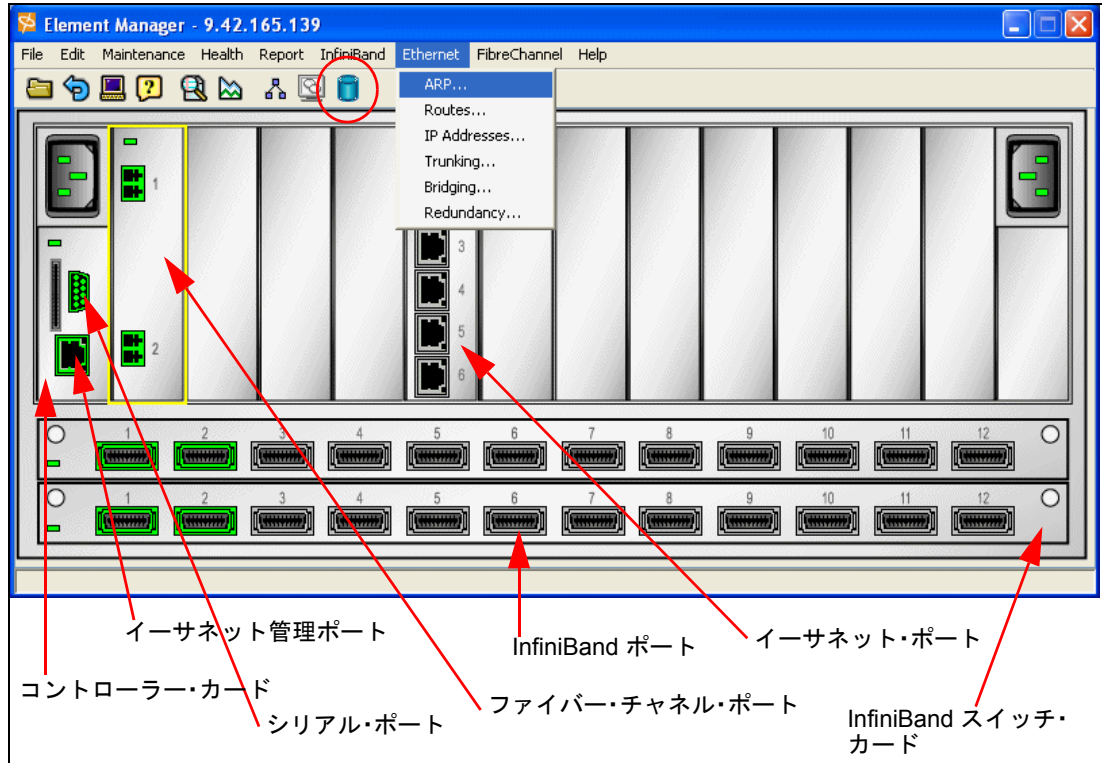 Element Manager - 9.42.165.139
File Edit Maintenance Health Report InfiniBand Ethernet FibreChannel Help
ARP...
Routes...
IP Addresses...
Trunking...
Bridging...
Redundancy...
1
2
3
4
5
6
1 2 3 4 5 6 7 8 9 10 11 12
1 2 3 4 5 6 7 8 9 10 11 12
イーサネット管理ポート
InfiniBand ポート
イーサネット・ポート
コントローラー・カード
シリアル・ポート
ファイバー・チャネル・ポート
InfiniBand スイッチ・
カード